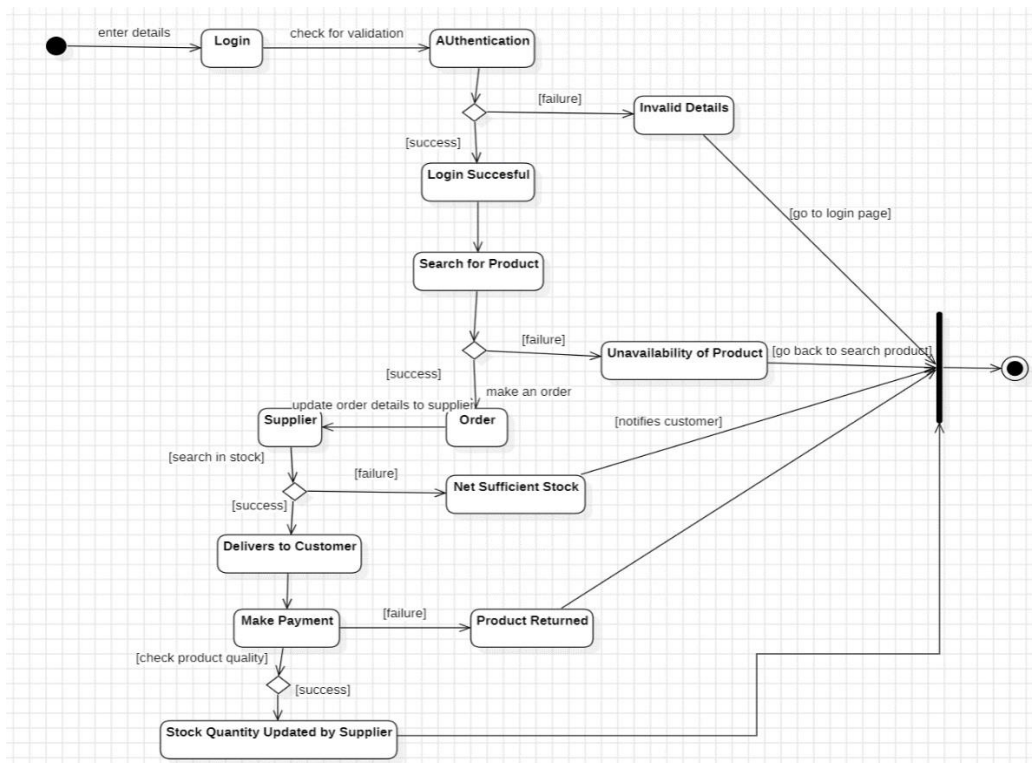 enter details
Login
check for validation
AUthentication
[failure]
Invalid Details
[success]
Login Succesful
[go to login page]
Search for Product
[failure]
Unavailability of Product
[go back to search product]
[success]
make an order
update order details to supplier
Supplier
Order
[notifies customer]
[search in stock]
[failure]
Net Sufficient Stock
[success]
Delivers to Customer
Make Payment
[failure]
Product Returned
[check product quality]
[success]
Stock Quantity Updated by Supplier